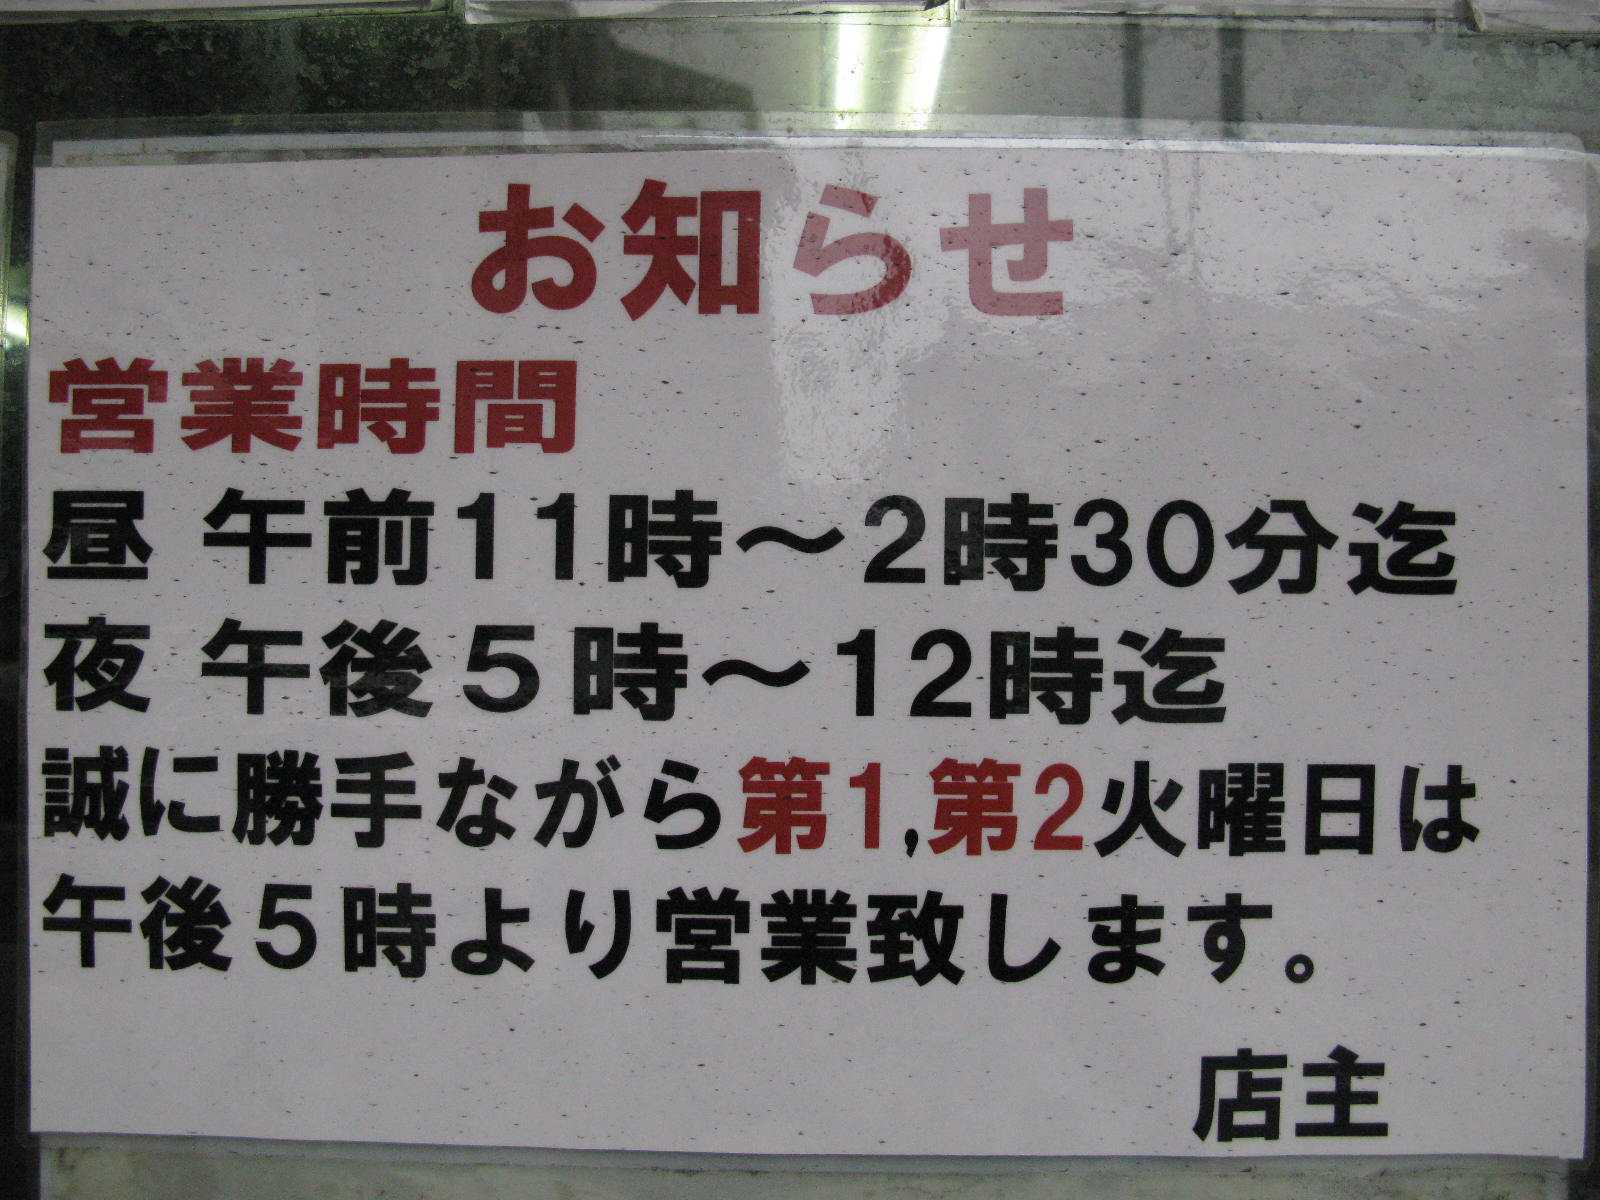 お知らせ
営業時間
昼 午前11時～2時30分迄
夜 午後5時～12時迄
誠に勝手ながら第1,第2火曜日は
午後5時より営業致します。
店主